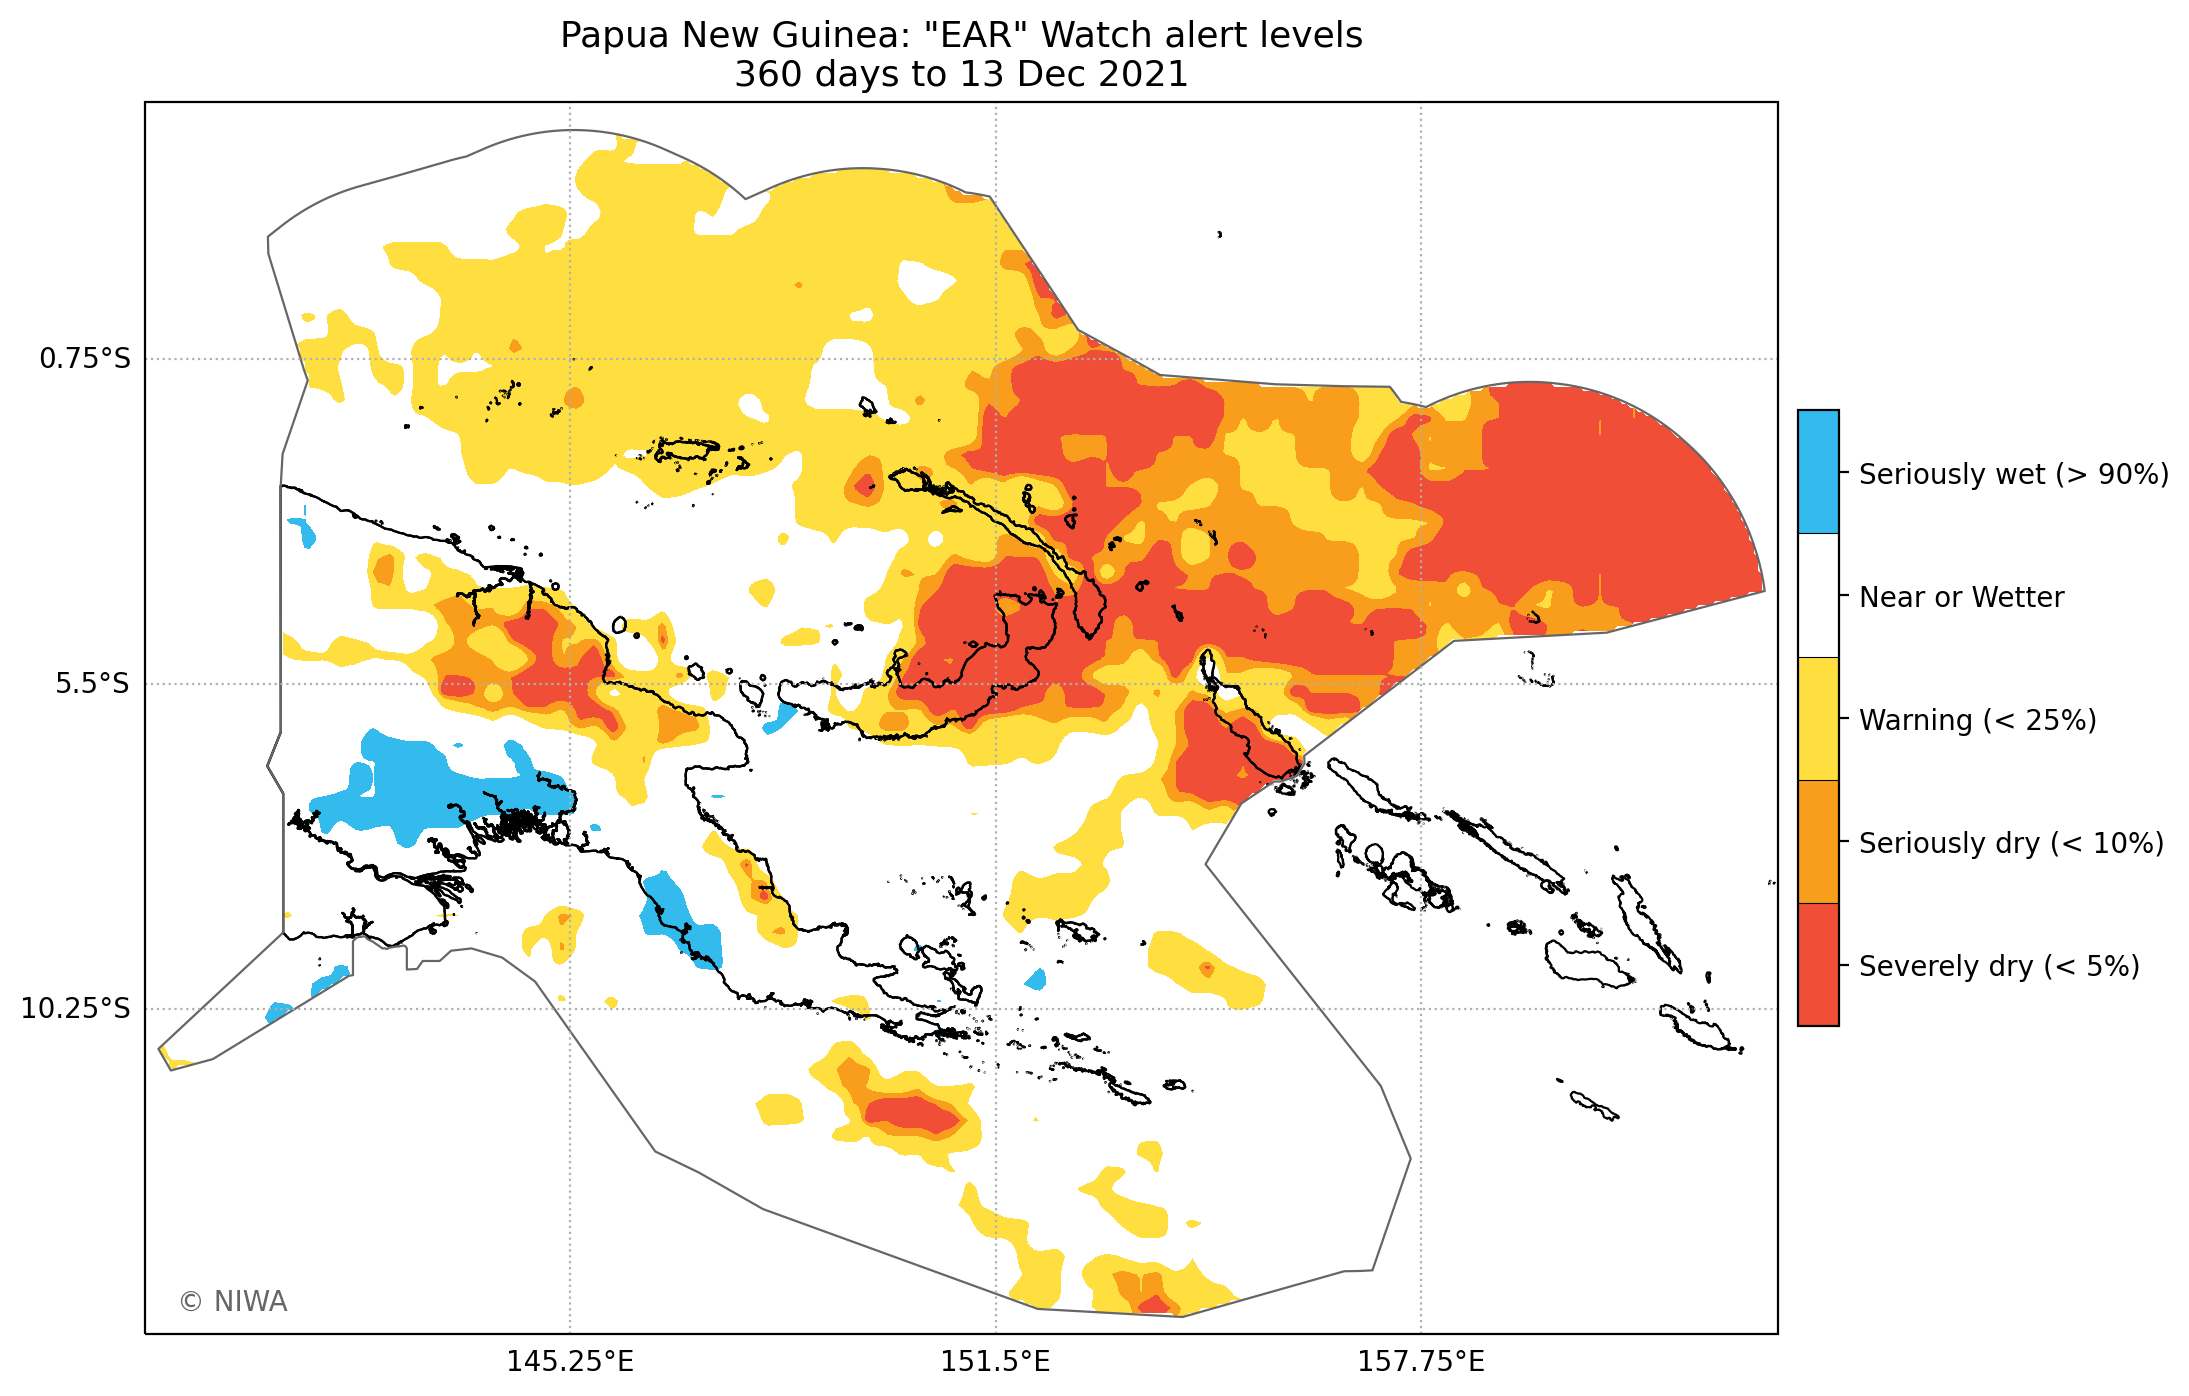 Papua New Guinea: "EAR" Watch alert levels
360 days to 13 Dec 2021
0.75°S
5.5°S
10.25°S
145.25°E
151.5°E
157.75°E
Seriously wet (> 90%)
Near or Wetter
Warning (< 25%)
Seriously dry (< 10%)
Severely dry (< 5%)
© NIWA